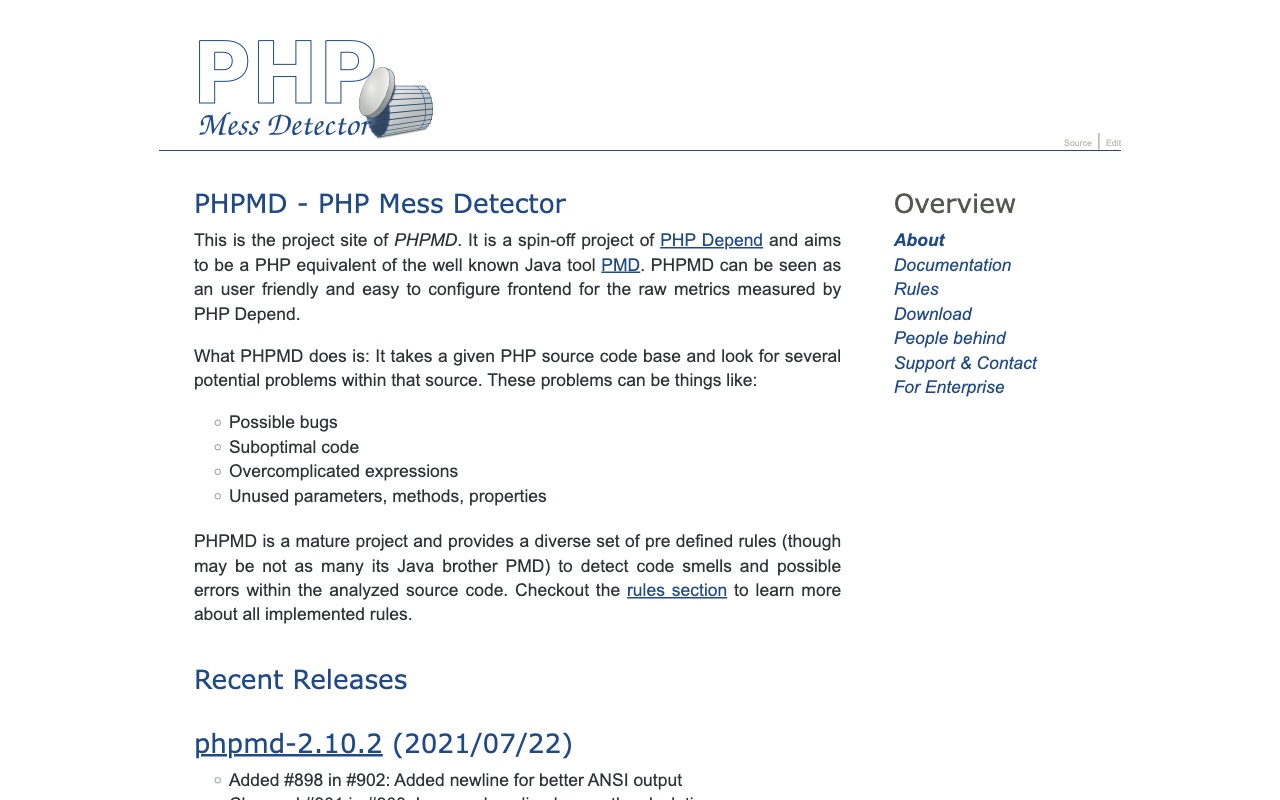 PHP
Mess Detector
Source
Edit
PHPMD - PHP Mess Detector
This is the project site of PHPMD. It is a spin-off project of PHP Depend and aims
to be a PHP equivalent of the well known Java tool PMD. PHPMD can be seen as
an user friendly and easy to configure frontend for the raw metrics measured by
PHP Depend.
What PHPMD does is: It takes a given PHP source code base and look for several
potential problems within that source. These problems can be things like:
Possible bugs
Suboptimal code
Overcomplicated expressions
Unused parameters, methods, properties
PHPMD is a mature project and provides a diverse set of pre defined rules (though
may be not as many its Java brother PMD) to detect code smells and possible
errors within the analyzed source code. Checkout the rules section to learn more
about all implemented rules.
Recent Releases
phpmd-2.10.2 (2021/07/22)
Added #898 in #902: Added newline for better ANSI output
Overview
About
Documentation
Rules
Download
People behind
Support & Contact
For Enterprise